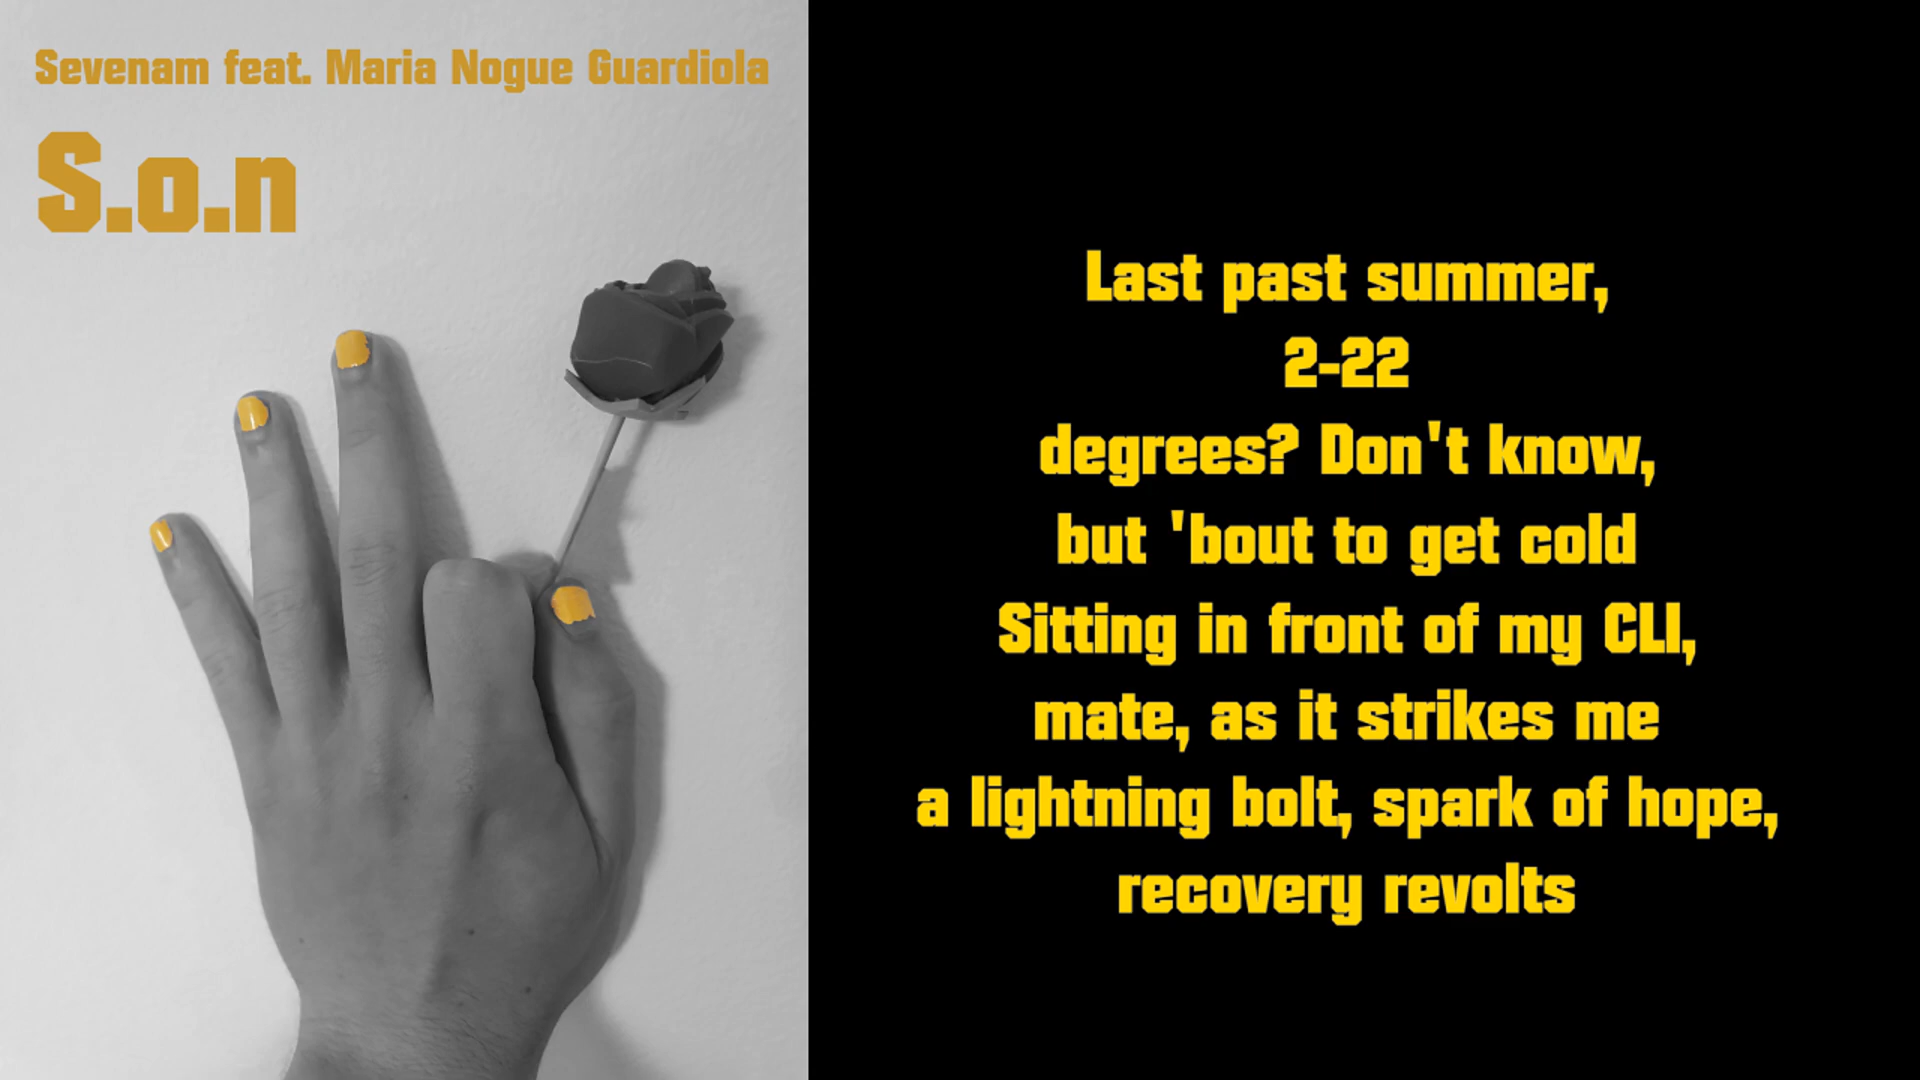 Sevenam feat. Maria Nogue Guardiola
S.o.n
Last past summer,
2-22
degrees? Don't know,
but 'bout to get cold
Sitting in front of my CLI,
mate, as it strikes me
a lightning bolt, spark of hope,
recovery revolts